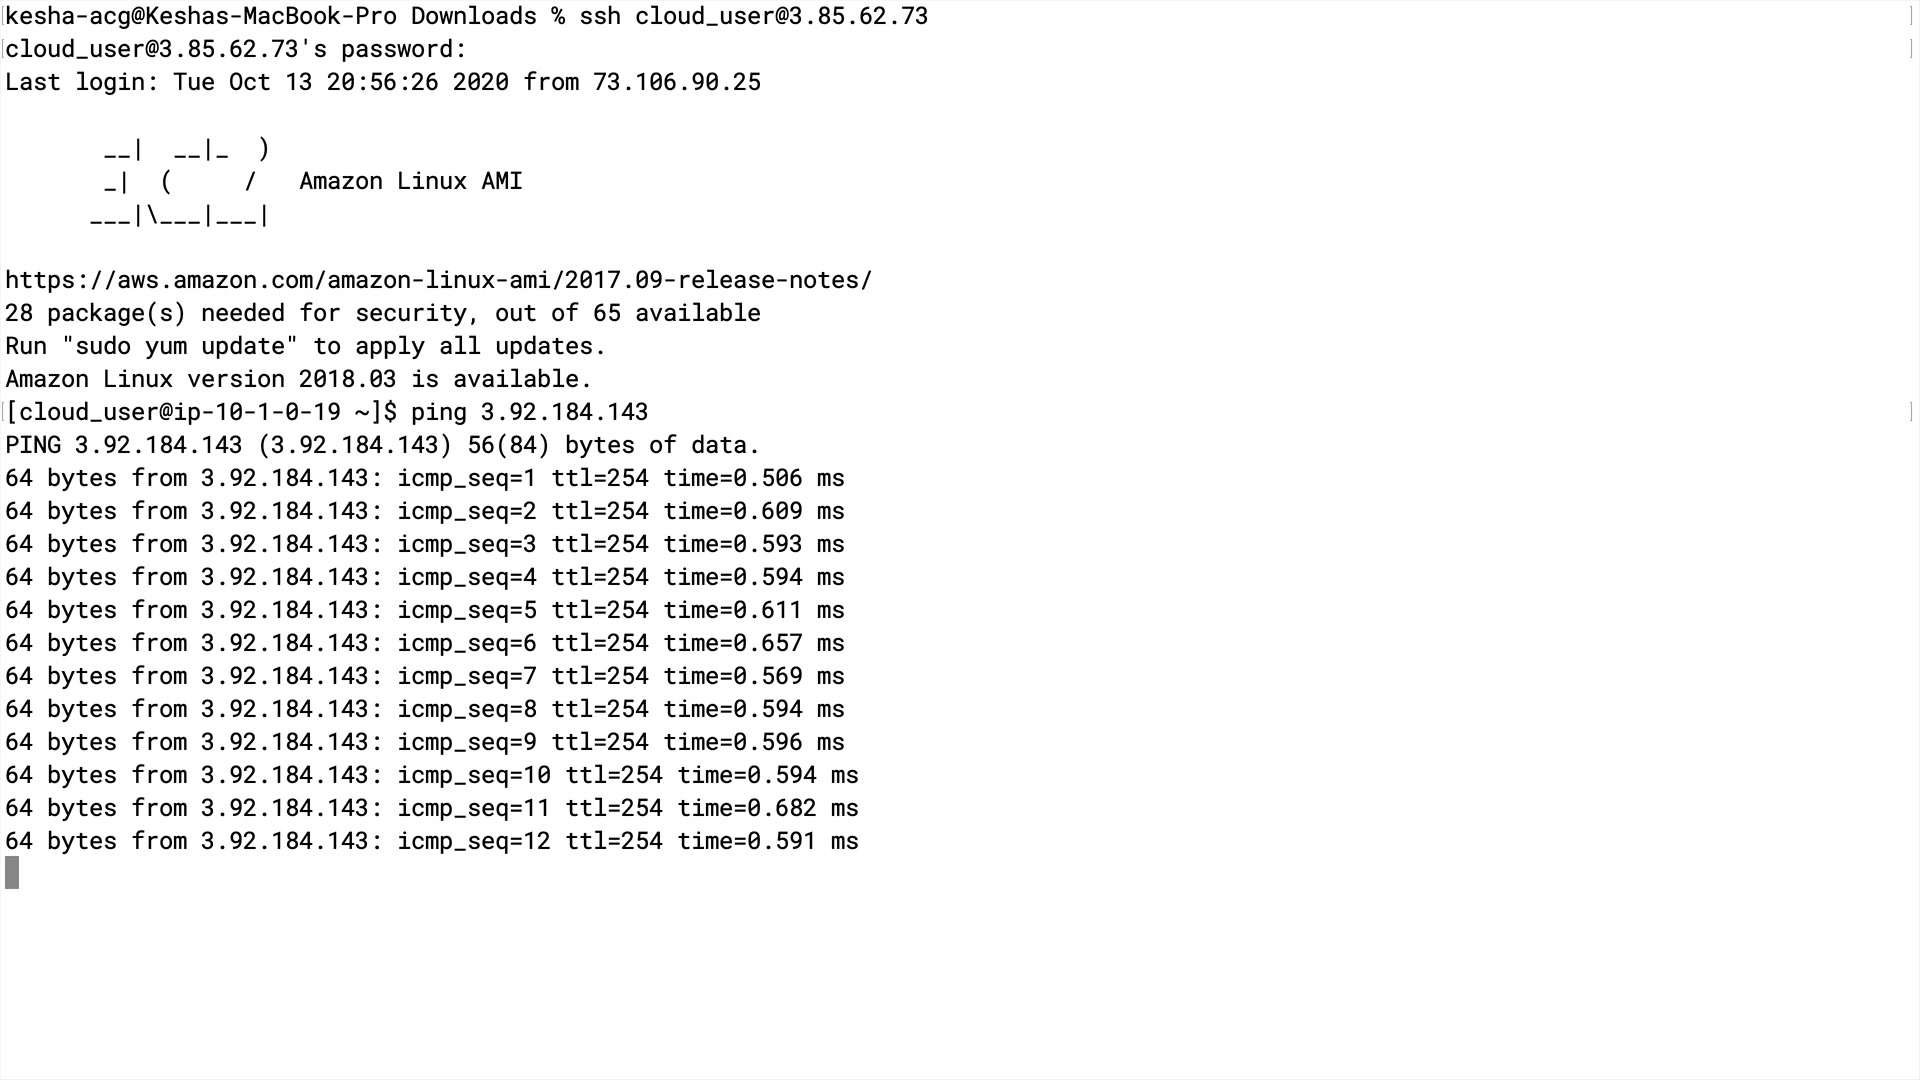 kesha-acg@Keshas-MacBook-Pro Downloads % ssh cloud_user@3.85.62.73
cloud_user@3.85.62.73's password:
Last login: Tue Oct 13 20:56:26 2020 from 73.106.90.25

       __|  __|_  )
       _|  (     /   Amazon Linux AMI
      ___|\___|___|

https://aws.amazon.com/amazon-linux-ami/2017.09-release-notes/
28 package(s) needed for security, out of 65 available
Run "sudo yum update" to apply all updates.
Amazon Linux version 2018.03 is available.
[cloud_user@ip-10-1-0-19 ~]$ ping 3.92.184.143
PING 3.92.184.143 (3.92.184.143) 56(84) bytes of data.
64 bytes from 3.92.184.143: icmp_seq=1 ttl=254 time=0.506 ms
64 bytes from 3.92.184.143: icmp_seq=2 ttl=254 time=0.609 ms
64 bytes from 3.92.184.143: icmp_seq=3 ttl=254 time=0.593 ms
64 bytes from 3.92.184.143: icmp_seq=4 ttl=254 time=0.594 ms
64 bytes from 3.92.184.143: icmp_seq=5 ttl=254 time=0.611 ms
64 bytes from 3.92.184.143: icmp_seq=6 ttl=254 time=0.657 ms
64 bytes from 3.92.184.143: icmp_seq=7 ttl=254 time=0.569 ms
64 bytes from 3.92.184.143: icmp_seq=8 ttl=254 time=0.594 ms
64 bytes from 3.92.184.143: icmp_seq=9 ttl=254 time=0.596 ms
64 bytes from 3.92.184.143: icmp_seq=10 ttl=254 time=0.594 ms
64 bytes from 3.92.184.143: icmp_seq=11 ttl=254 time=0.682 ms
64 bytes from 3.92.184.143: icmp_seq=12 ttl=254 time=0.591 ms